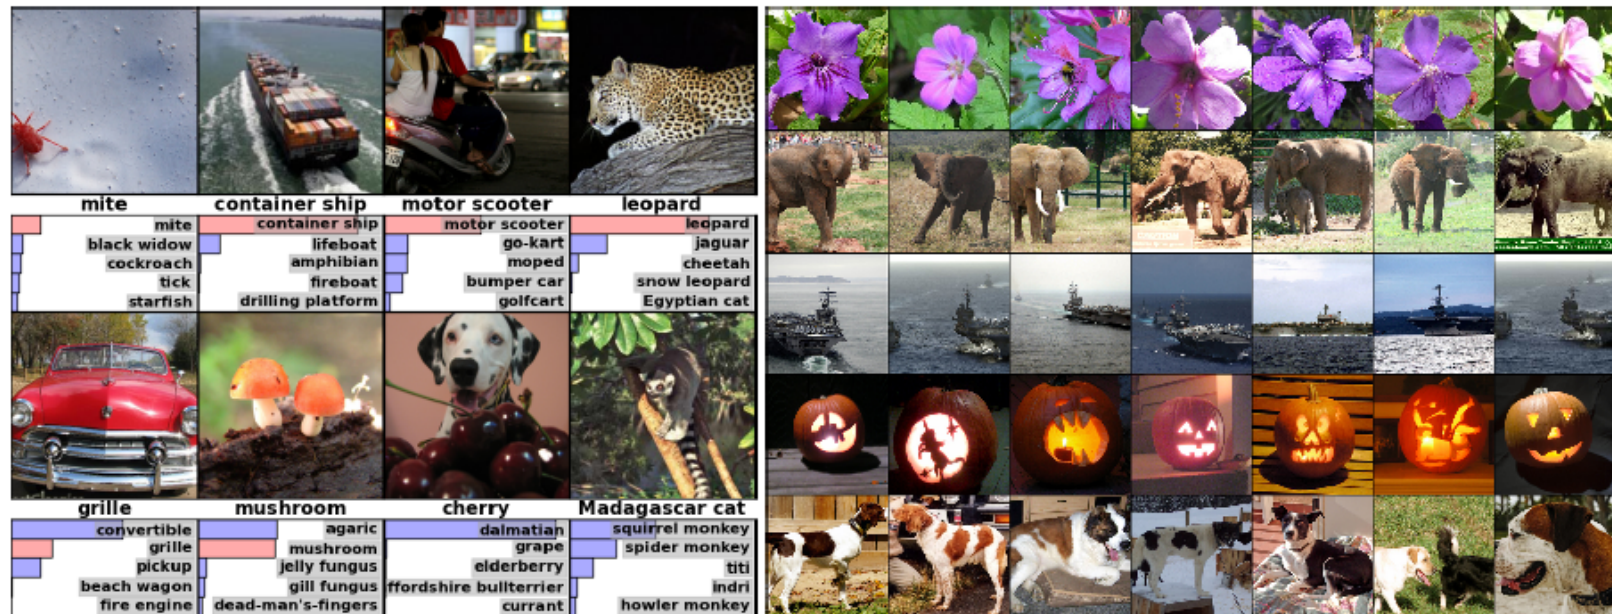 mite
container ship
motor scooter
leopard
mite
black widow
cockroach
tick
starfish
container ship
lifeboat
amphibian
fireboat
drilling platform
motor scooter
go-kart
moped
bumper car
golfcart
leopard
jaguar
cheetah
snow leopard
Egyptian cat
grille
mushroom
cherry
Madagascar cat
convertible
grille
pickup
beach wagon
fire engine
agaric
mushroom
jelly fungus
gill fungus
dead-man's-fingers
dalmatian
grape
elderberry
ffordshire bullterrier
currant
squirrel monkey
spider monkey
titi
indri
howler monkey